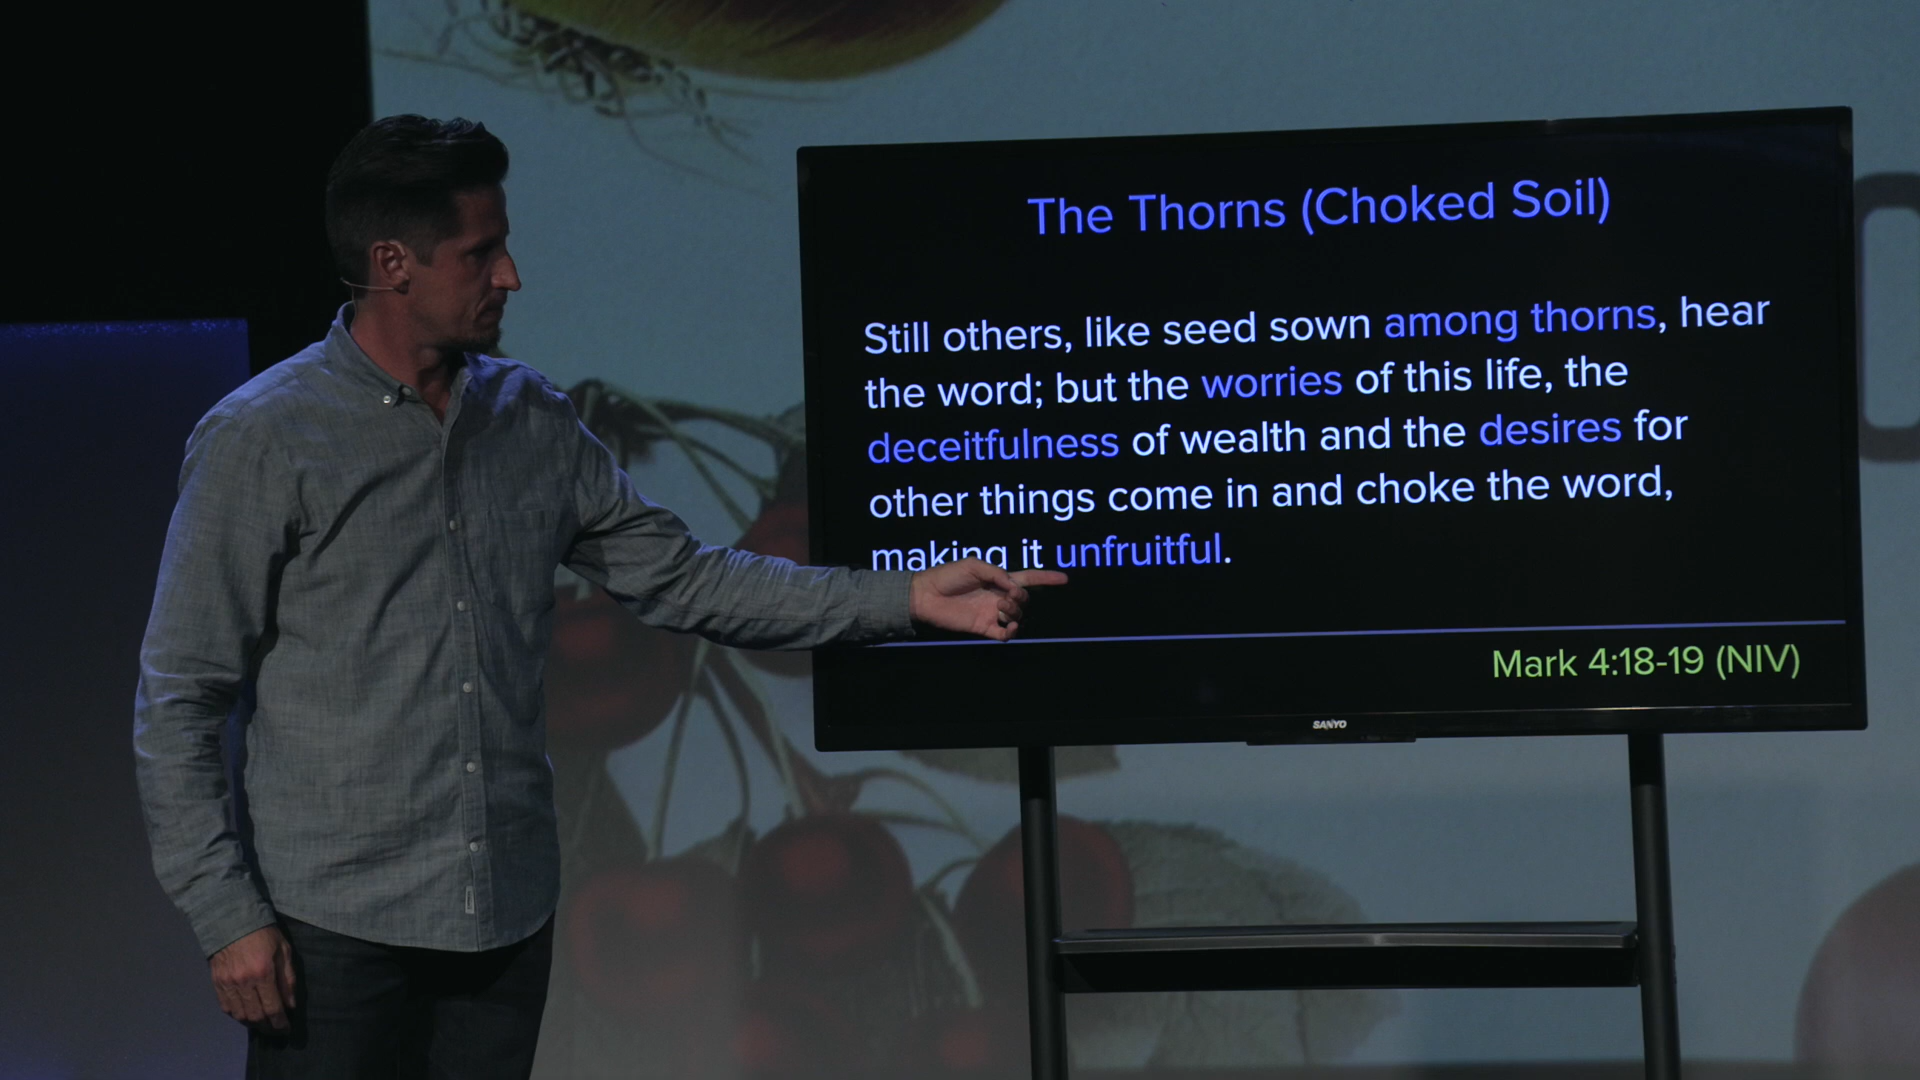 The Thorns (Choked Soil)
Still others, like seed sown among thorns, hear
the word; but the worries of this life, the
deceitfulness of wealth and the desires for
other things come in and choke the word,
making it unfruitful.
Mark 4:18-19 (NIV)
SANYO